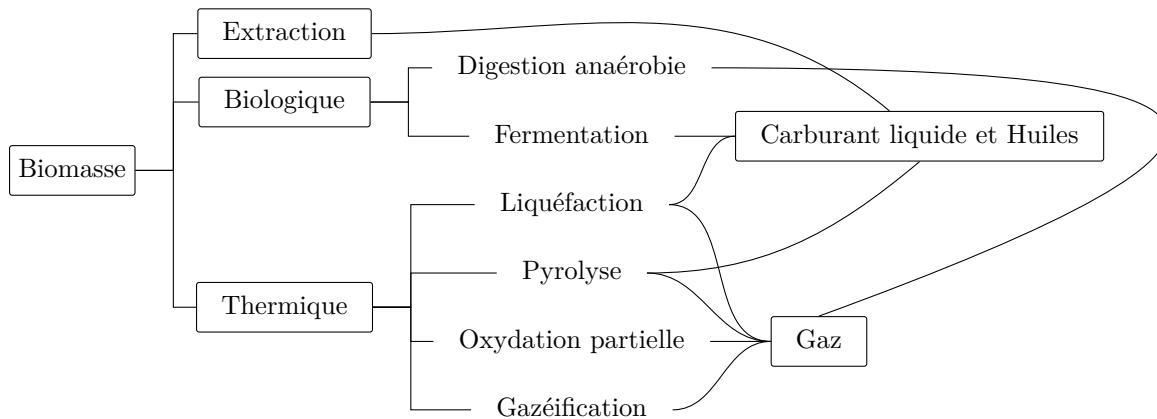 Extraction
Digestion anaérobie
Biologique
Fermentation
Carburant liquide et Huiles
Biomasse
Liquéfaction
Pyrolyse
Thermique
Oxydation partielle
Gaz
Gazéification